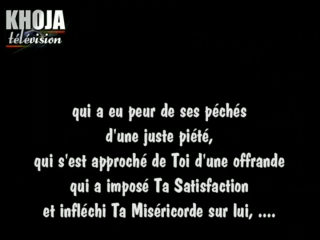 KHOJA
télévision
qui a eu peur de ses péchés
d'une juste piété,
qui s'est approché de Toi d'une offrande
qui a imposé Ta Satisfaction
et infléchi Ta Miséricorde sur lui, ....